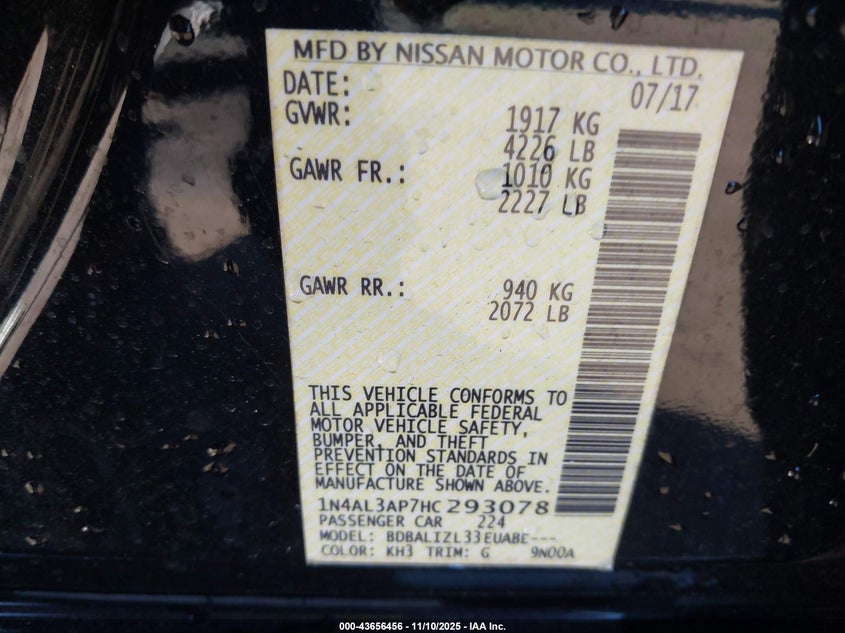 MFD BY NISSAN MOTOR CO., LTD.
DATE: 07/17
GVWR: 1917 KG
4226 LB
GAWR FR.: 1010 KG
2227 LB
GAWR RR.: 940 KG
2072 LB
THIS VEHICLE CONFORMS TO
ALL APPLICABLE FEDERAL
MOTOR VEHICLE SAFETY,
BUMPER, AND THEFT
PREVENTION STANDARDS IN
EFFECT ON THE DATE OF
MANUFACTURE SHOWN ABOVE.
1N4AL3AP7HC293078
PASSENGER CAR 224
MODEL: BDBALIZL33EUABE---
COLOR: KH3 TRIM: G 9N00A
000-43656456 - 11/10/2025 - IAA Inc.